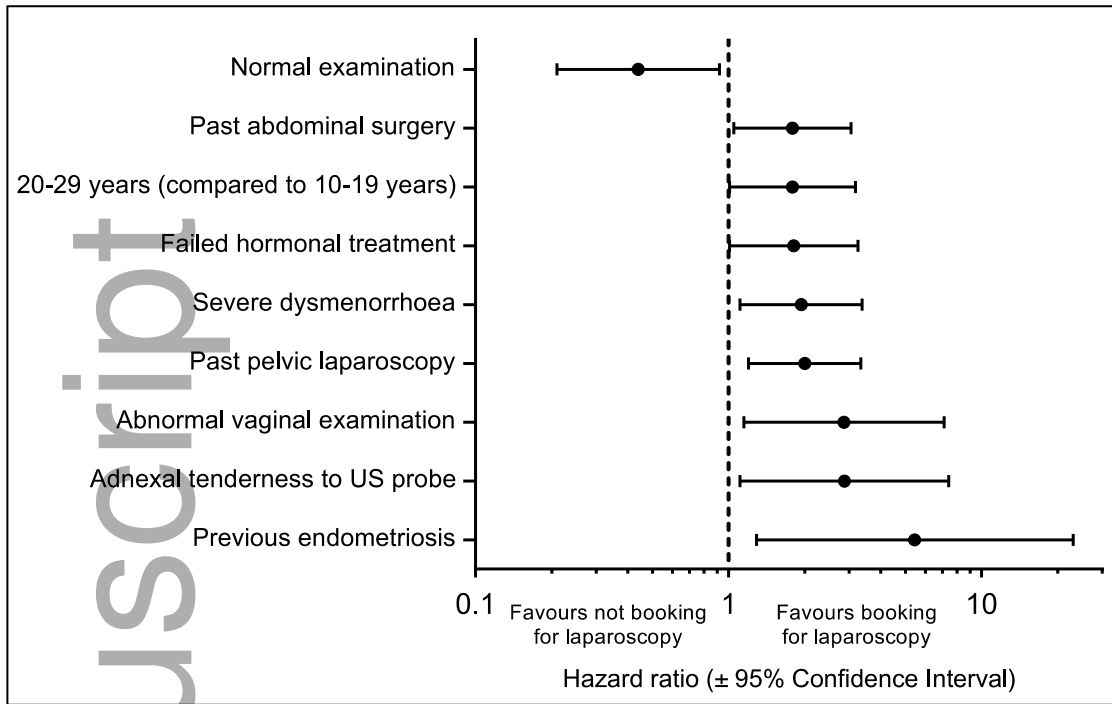 Normal examination
Past abdominal surgery
20-29 years (compared to 10-19 years)
Failed hormonal treatment
Severe dysmenorrhoea
Past pelvic laparoscopy
Abnormal vaginal examination
Adnexal tenderness to US probe
Previous endometriosis
0.1 1 10
Favours not booking
for laparoscopy
Favours booking
for laparoscopy
Hazard ratio (± 95% Confidence Interval)
uscript